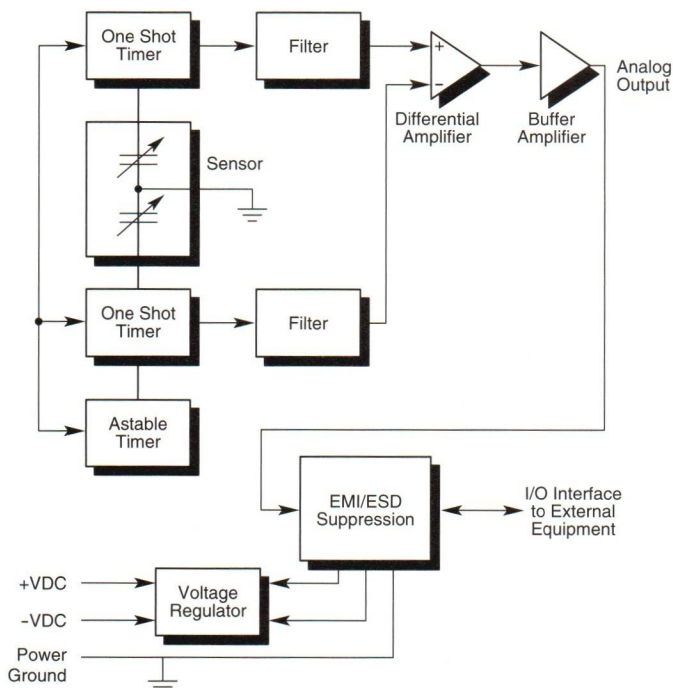 One Shot
Timer
Filter
+
−
Differential
Amplifier
Buffer
Amplifier
Analog
Output
Sensor
One Shot
Timer
Filter
Astable
Timer
EMI/ESD
Suppression
I/O Interface
to External
Equipment
+VDC
−VDC
Voltage
Regulator
Power
Ground